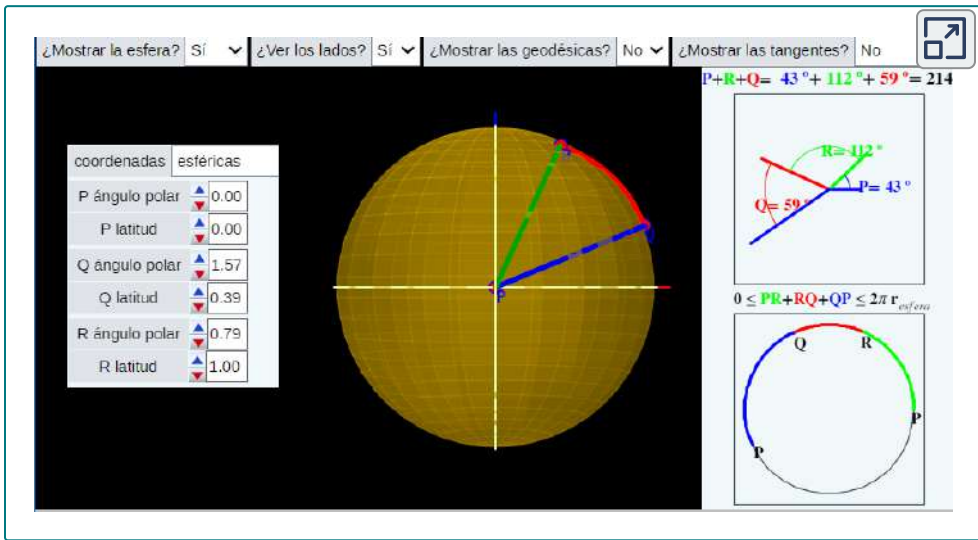 ¿Mostrar la esfera? Sí ¿Ver los lados? Sí ¿Mostrar las geodésicas? No ¿Mostrar las tangentes? No
P+R+Q= 43 º+ 112 º+ 59 º= 214
coordenadas esféricas
P ángulo polar 0.00
P latitud 0.00
Q ángulo polar 1.57
Q latitud 0.39
R ángulo polar 0.79
R latitud 1.00
P
R= 112 º
P= 43 º
Q= 59 º
0 ≤ PR+RQ+QP ≤ 2π r_esfera
Q R
P
P